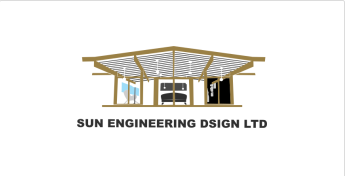 SUN ENGINEERING DSIGN LTD